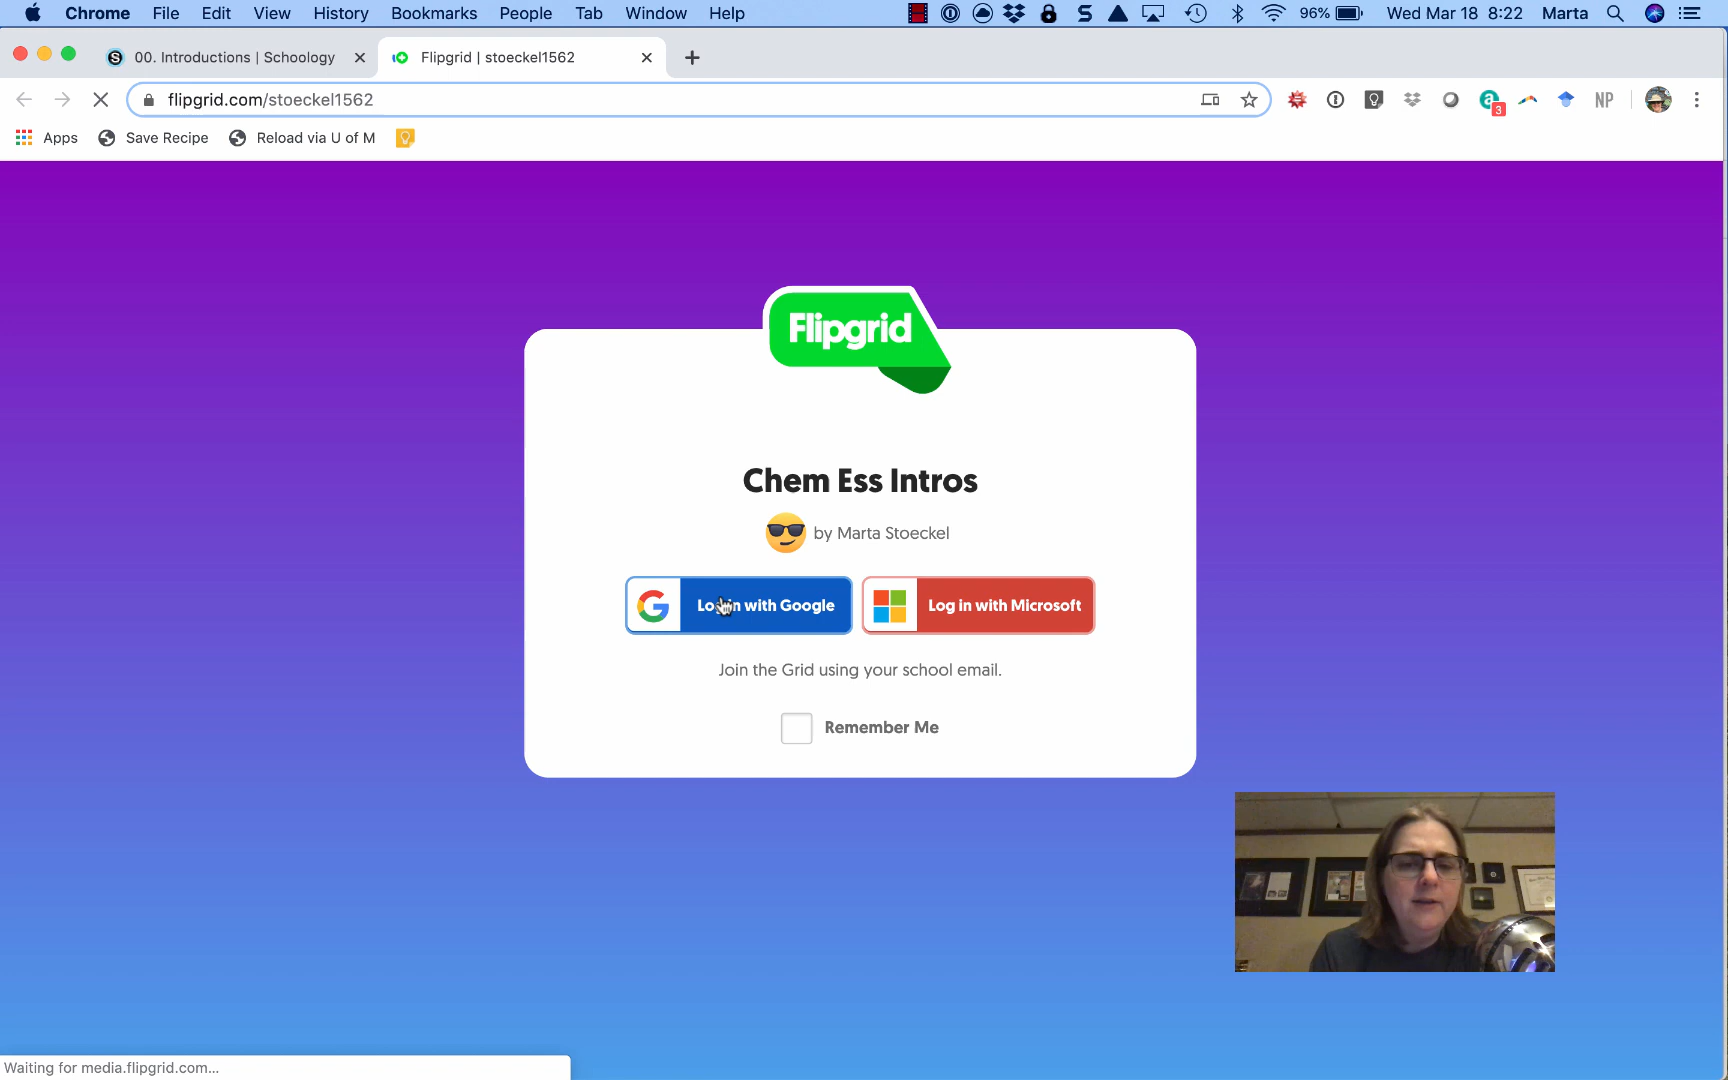 Chrome File Edit View History Bookmarks People Tab Window Help 96% Wed Mar 18 8:22 Marta
00. Introductions | Schoology Flipgrid | stoeckel1562
flipgrid.com/stoeckel1562 3 NP
Apps Save Recipe Reload via U of M
Flipgrid
Chem Ess Intros
by Marta Stoeckel
Log in with Google Log in with Microsoft
Join the Grid using your school email.
Remember Me
Waiting for media.flipgrid.com...